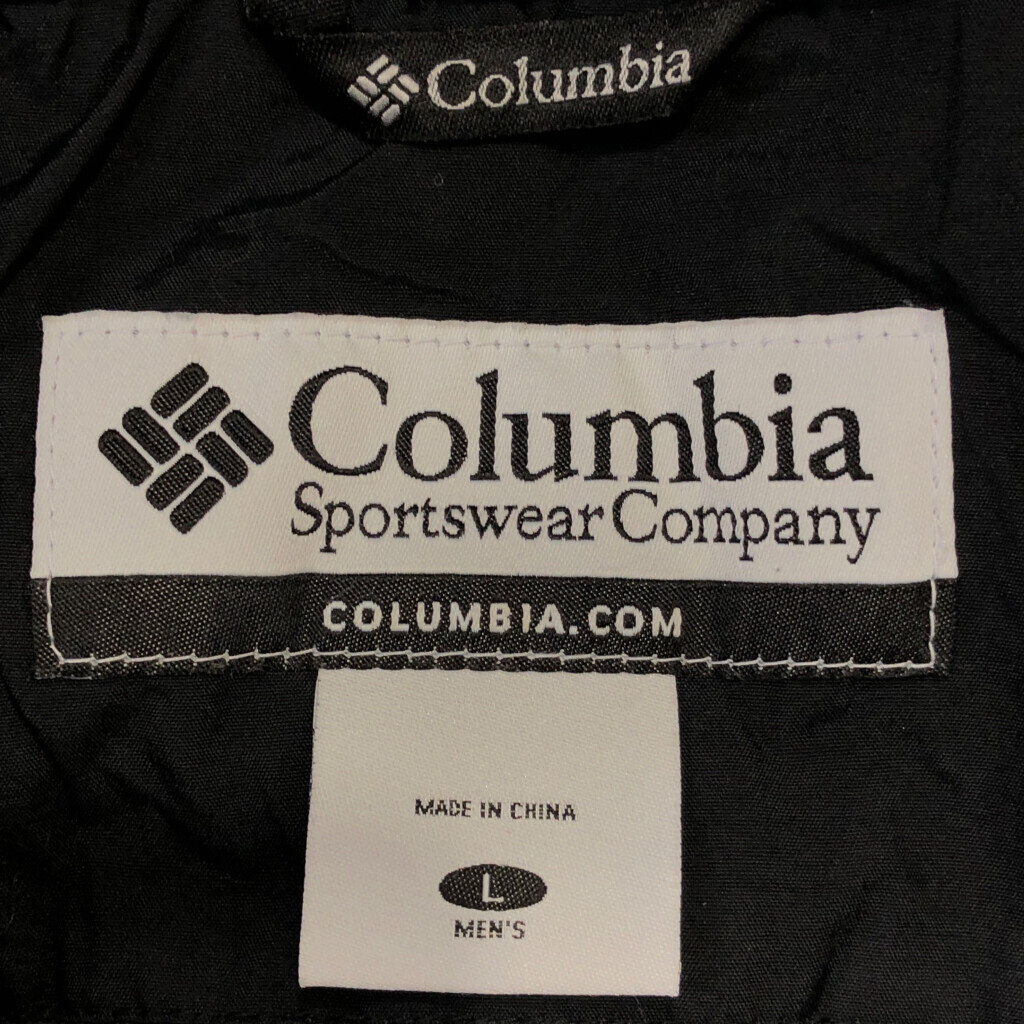 Columbia
Columbia
Sportswear Company
COLUMBIA.COM
MADE IN CHINA
L
MEN'S